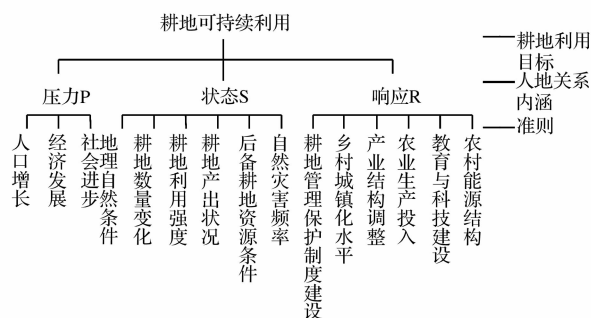 耕地可持续利用
压力P
状态S
响应R
人口增长
经济发展
社会进步
地理自然条件
耕地数量变化
耕地利用强度
耕地产出状况
后备耕地资源条件
自然灾害频率
耕地管理保护制度建设
乡村城镇化水平
产业结构调整
农业生产投入
教育与科技建设
农村能源结构
耕地利用
目标
人地关系
内涵
准则